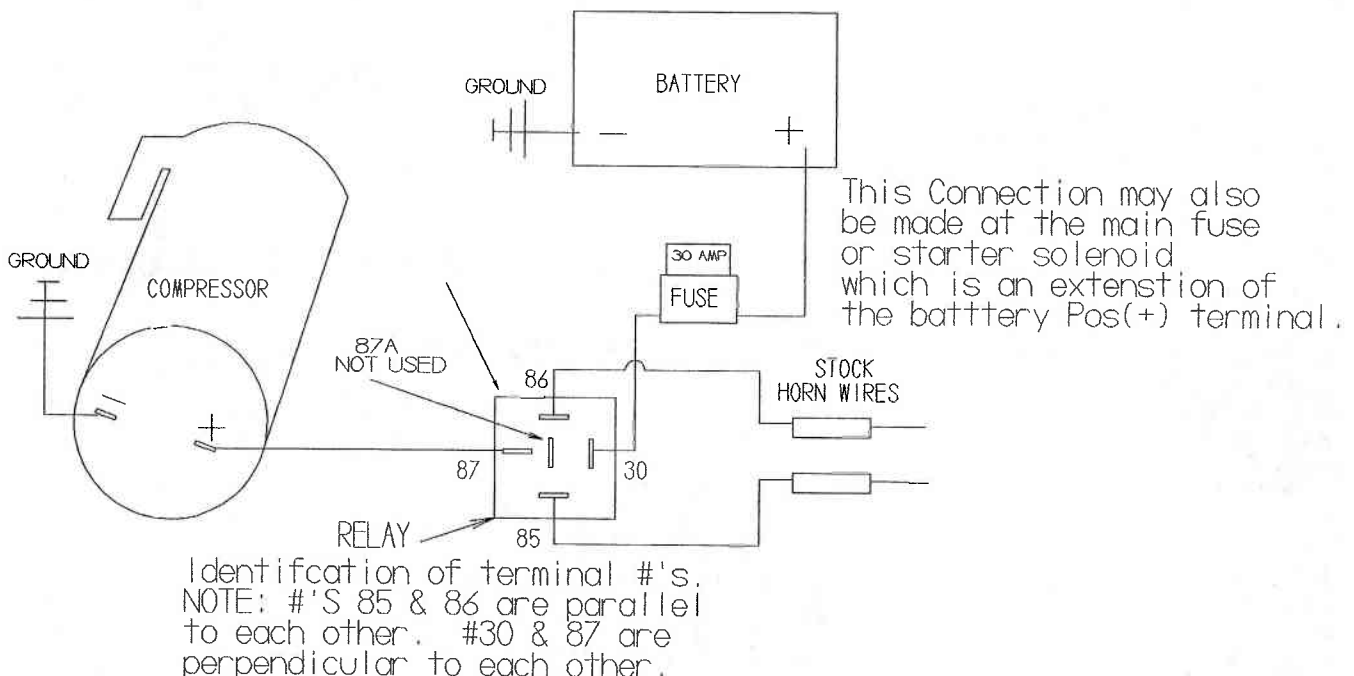 GROUND
BATTERY
− +
This Connection may also
be made at the main fuse
or starter solenoid
which is an extenstion of
the batttery Pos(+) terminal.
GROUND
COMPRESSOR
30 AMP
FUSE
87A
NOT USED
86
STOCK
HORN WIRES
−
+
87
30
85
RELAY
Identifcation of terminal #'s.
NOTE: #'S 85 & 86 are parallel
to each other. #30 & 87 are
perpendicular to each other.